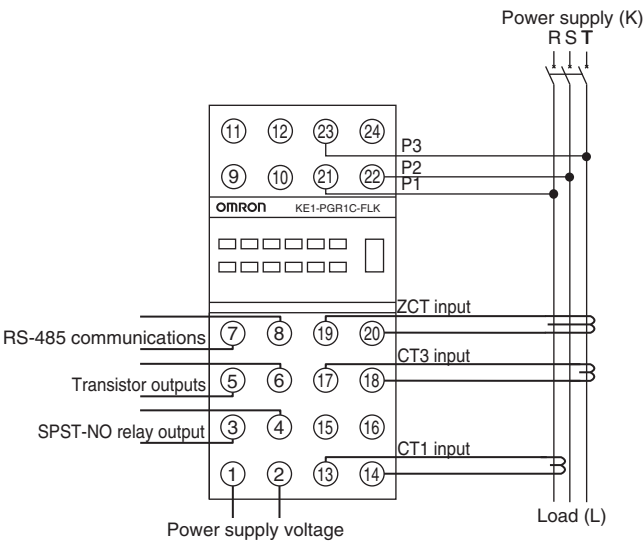 Power supply (K)
R S T
⑪ ⑫ ㉓ ㉔
P3
P2
⑨ ⑩ ㉑ ㉒
P1
OMRON KE1-PGR1C-FLK
ZCT input
RS-485 communications ⑦ ⑧ ⑲ ⑳
CT3 input
Transistor outputs ⑤ ⑥ ⑰ ⑱
SPST-NO relay output ③ ④ ⑮ ⑯
CT1 input
① ② ⑬ ⑭
Load (L)
Power supply voltage